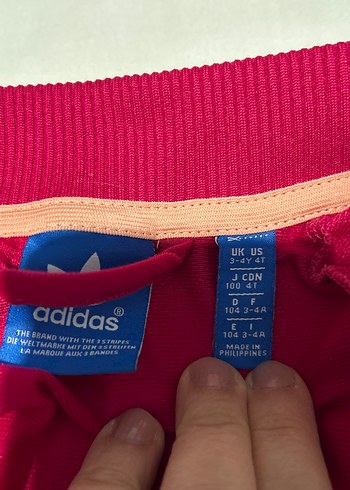 adidas®
THE BRAND WITH THE 3 STRIPES
DIE WELTMARKE MIT DEN 3 STREIFEN
LA MARQUE AUX 3 BANDES
UK US
3-4Y 4T
J CDN
100 4T
D F
104 3-4A
E I
104 3-4A
MADE IN
PHILIPPINES